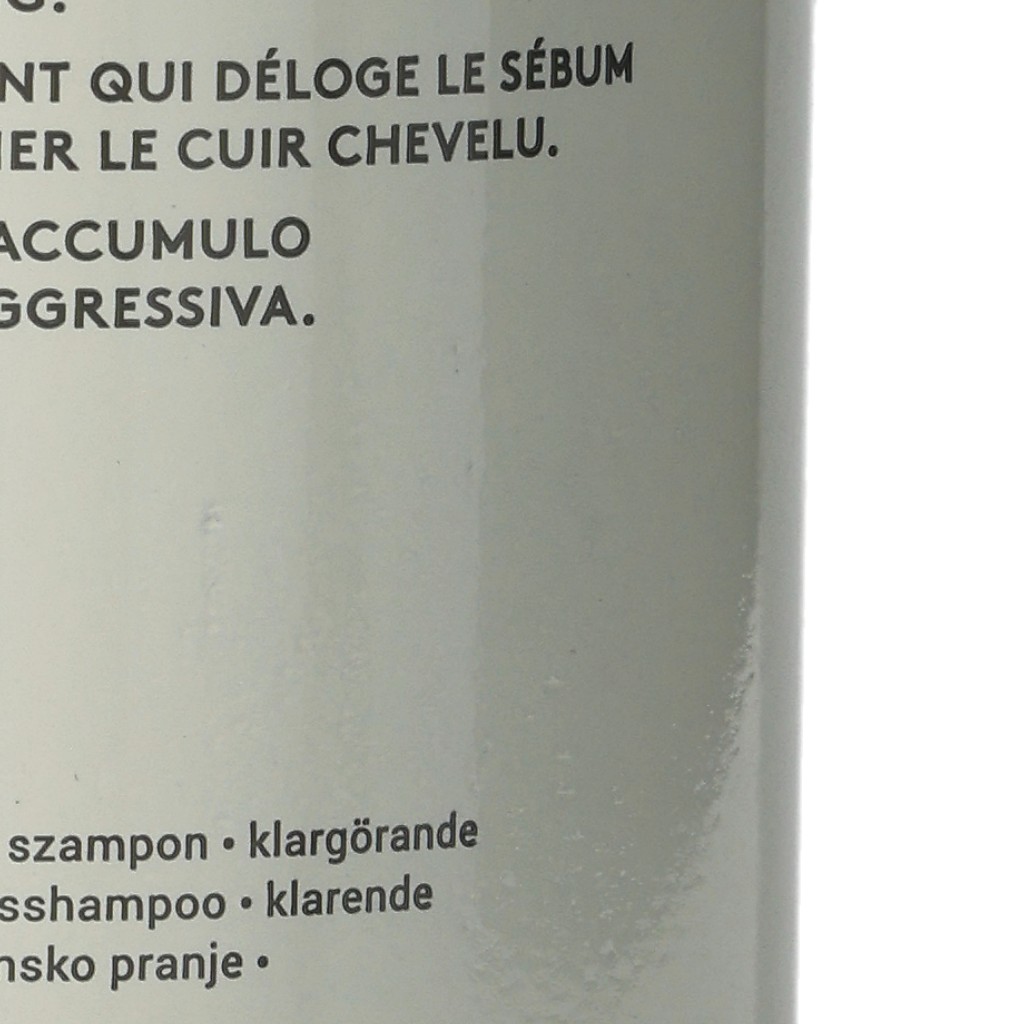 G.
NT QUI DÉLOGE LE SÉBUM
IER LE CUIR CHEVELU.
ACCUMULO
GGRESSIVA.
szampon • klargörande
sshampoo • klarende
nsko pranje •